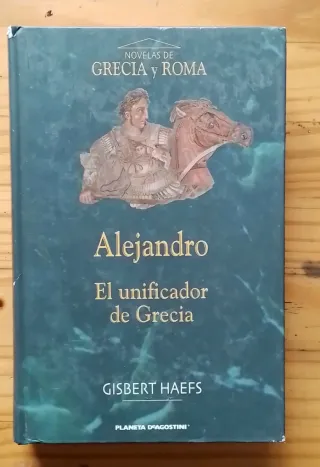 NOVELAS DE
GRECIA y ROMA
Alejandro
El unificador
de Grecia
GISBERT HAEFS
PLANETA DEAGOSTINI